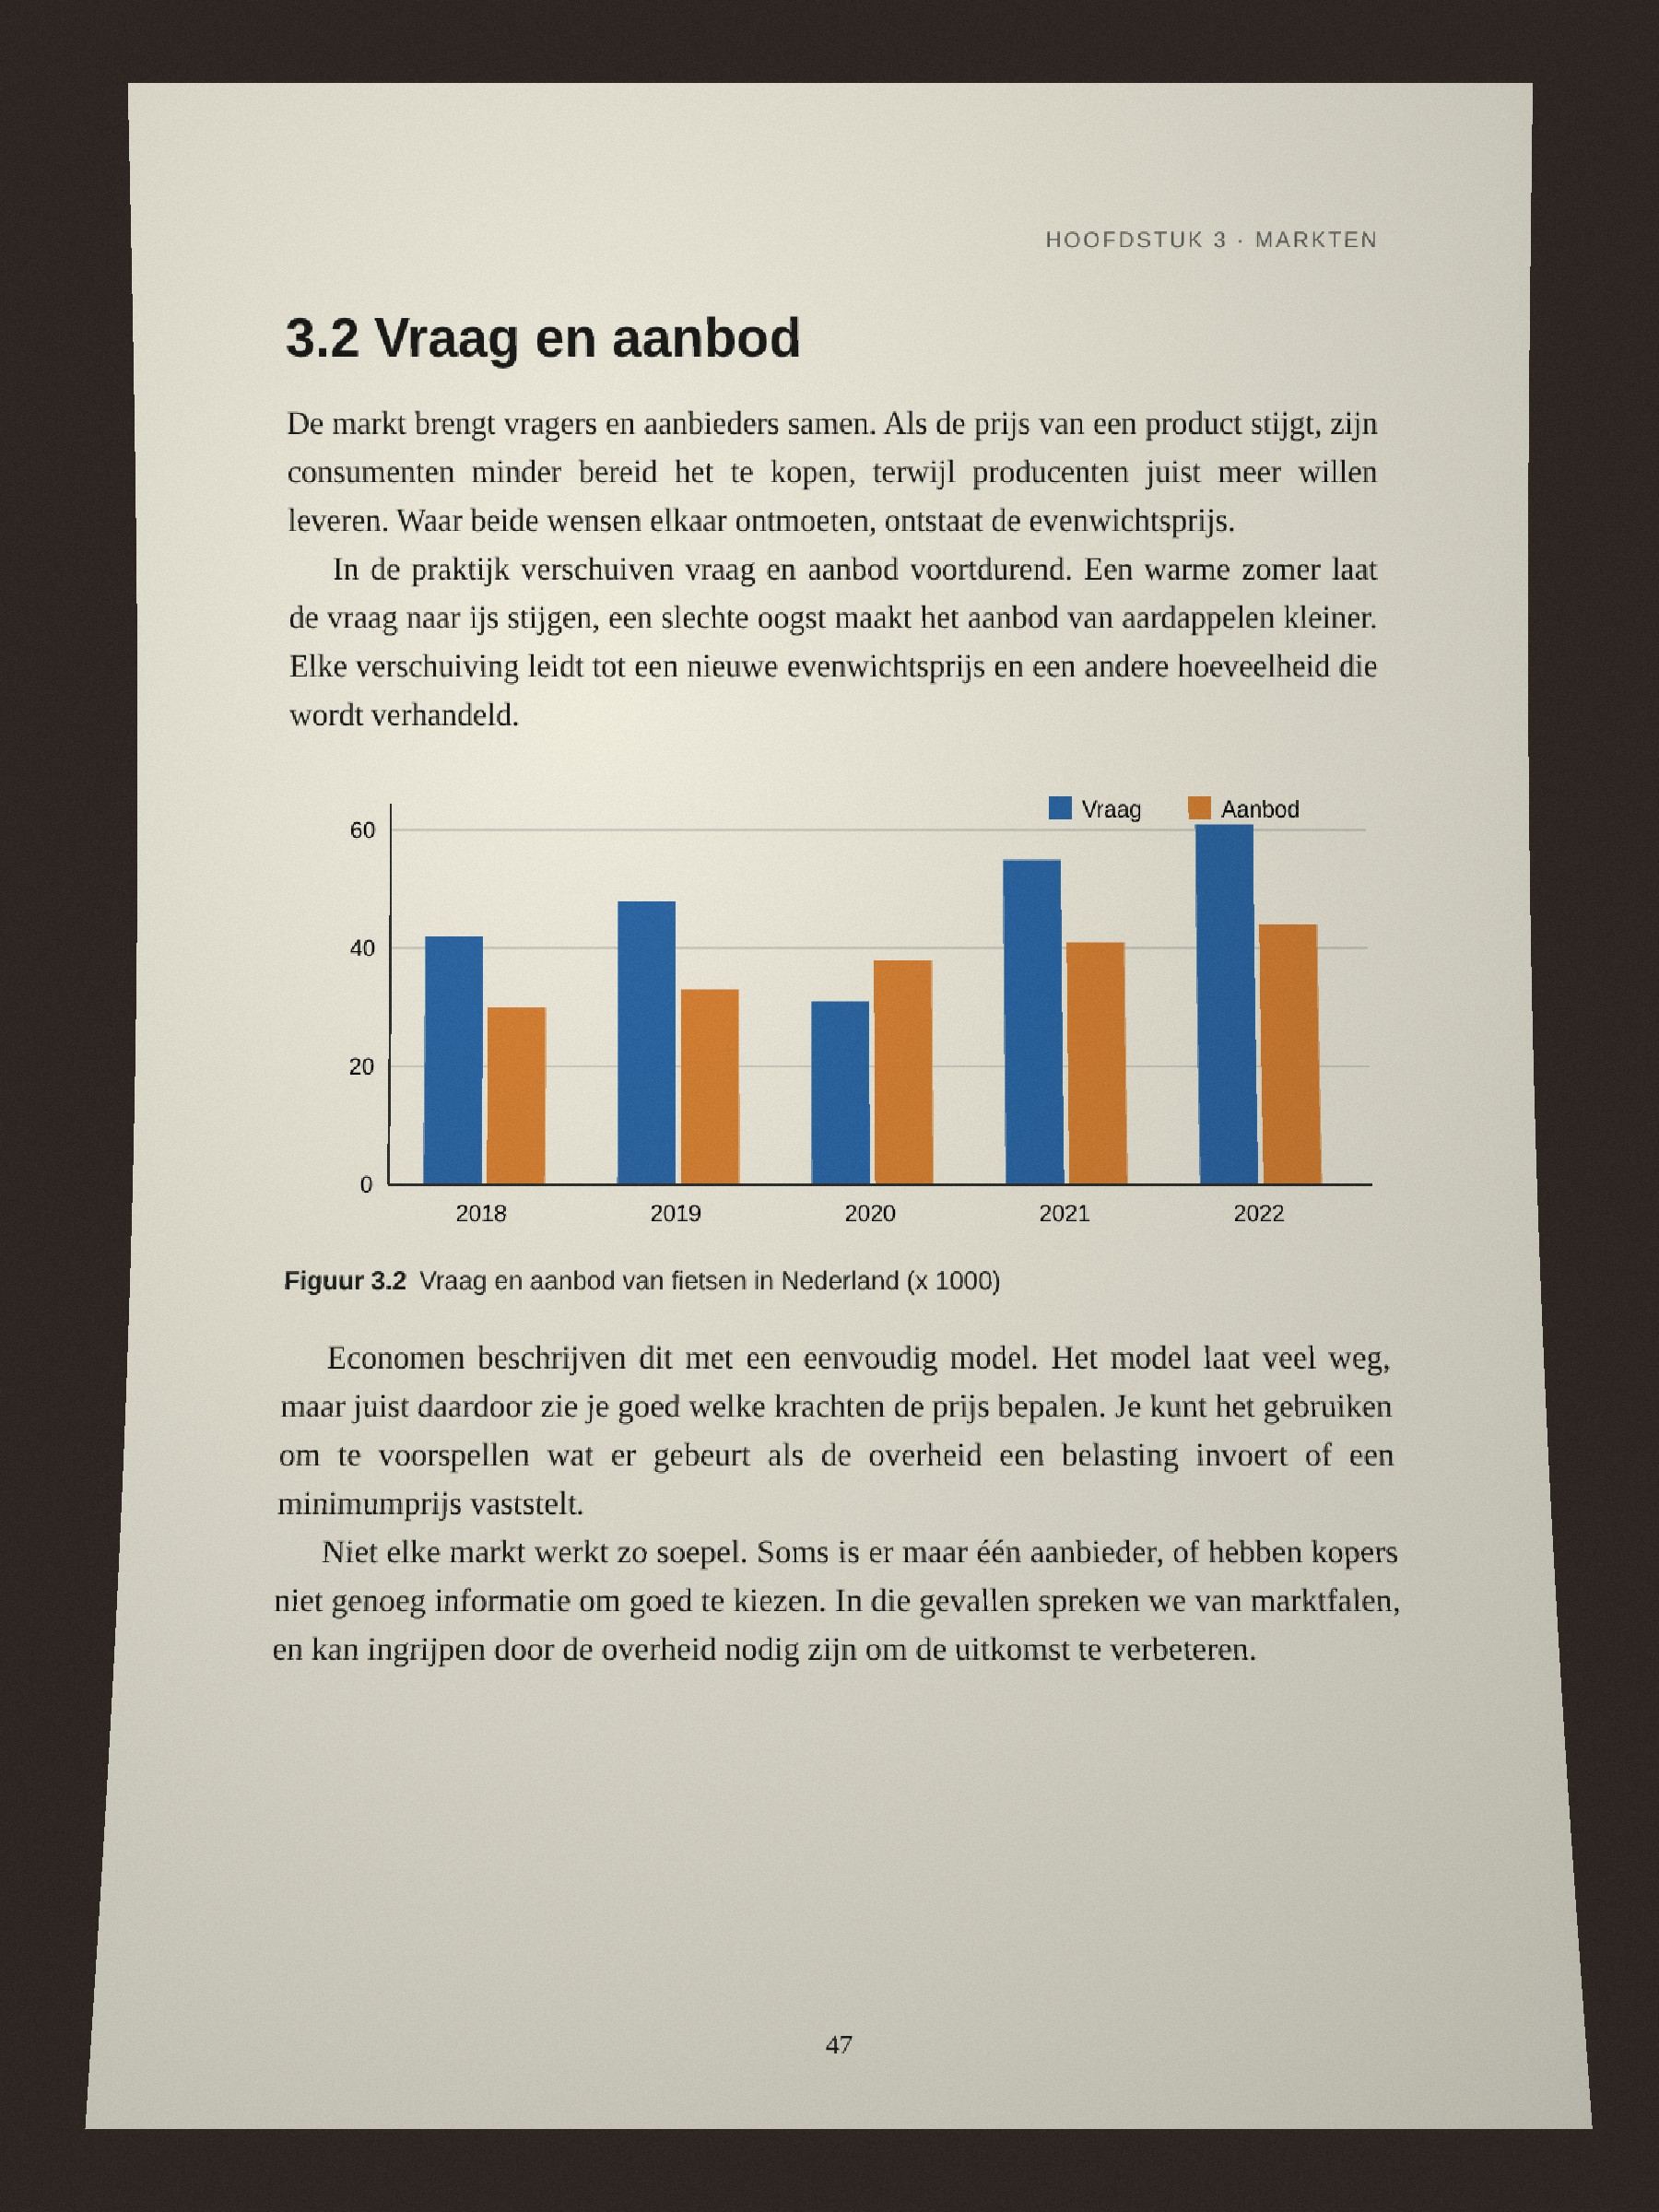 HOOFDSTUK 3 · MARKTEN
3.2 Vraag en aanbod
De markt brengt vragers en aanbieders samen. Als de prijs van een product stijgt, zijn
consumenten minder bereid het te kopen, terwijl producenten juist meer willen
leveren. Waar beide wensen elkaar ontmoeten, ontstaat de evenwichtsprijs.
In de praktijk verschuiven vraag en aanbod voortdurend. Een warme zomer laat
de vraag naar ijs stijgen, een slechte oogst maakt het aanbod van aardappelen kleiner.
Elke verschuiving leidt tot een nieuwe evenwichtsprijs en een andere hoeveelheid die
wordt verhandeld.
Vraag Aanbod
60
40
20
0
2018 2019 2020 2021 2022
Figuur 3.2 Vraag en aanbod van fietsen in Nederland (x 1000)
Economen beschrijven dit met een eenvoudig model. Het model laat veel weg,
maar juist daardoor zie je goed welke krachten de prijs bepalen. Je kunt het gebruiken
om te voorspellen wat er gebeurt als de overheid een belasting invoert of een
minimumprijs vaststelt.
Niet elke markt werkt zo soepel. Soms is er maar één aanbieder, of hebben kopers
niet genoeg informatie om goed te kiezen. In die gevallen spreken we van marktfalen,
en kan ingrijpen door de overheid nodig zijn om de uitkomst te verbeteren.
47